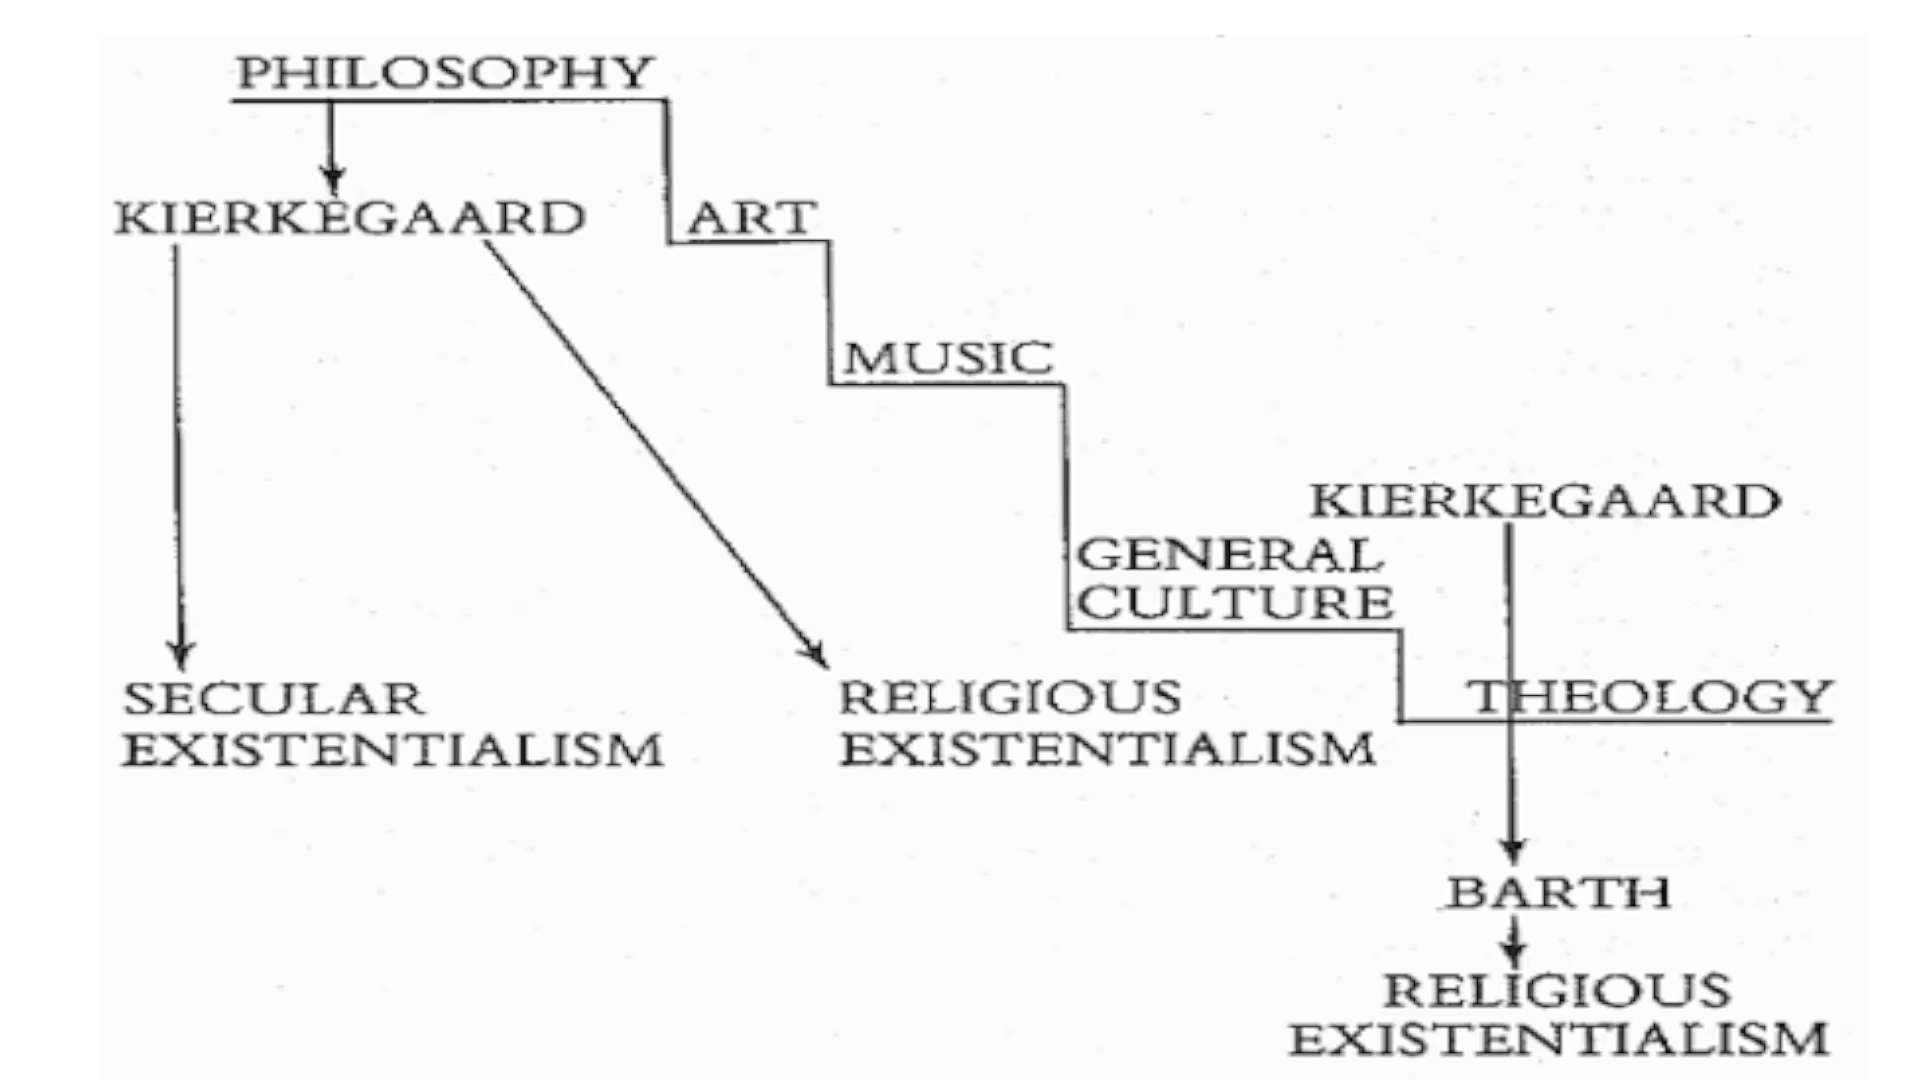 PHILOSOPHY
KIERKEGAARD
ART
MUSIC
KIERKEGAARD
GENERAL
CULTURE
THEOLOGY
SECULAR
EXISTENTIALISM
RELIGIOUS
EXISTENTIALISM
BARTH
RELIGIOUS
EXISTENTIALISM